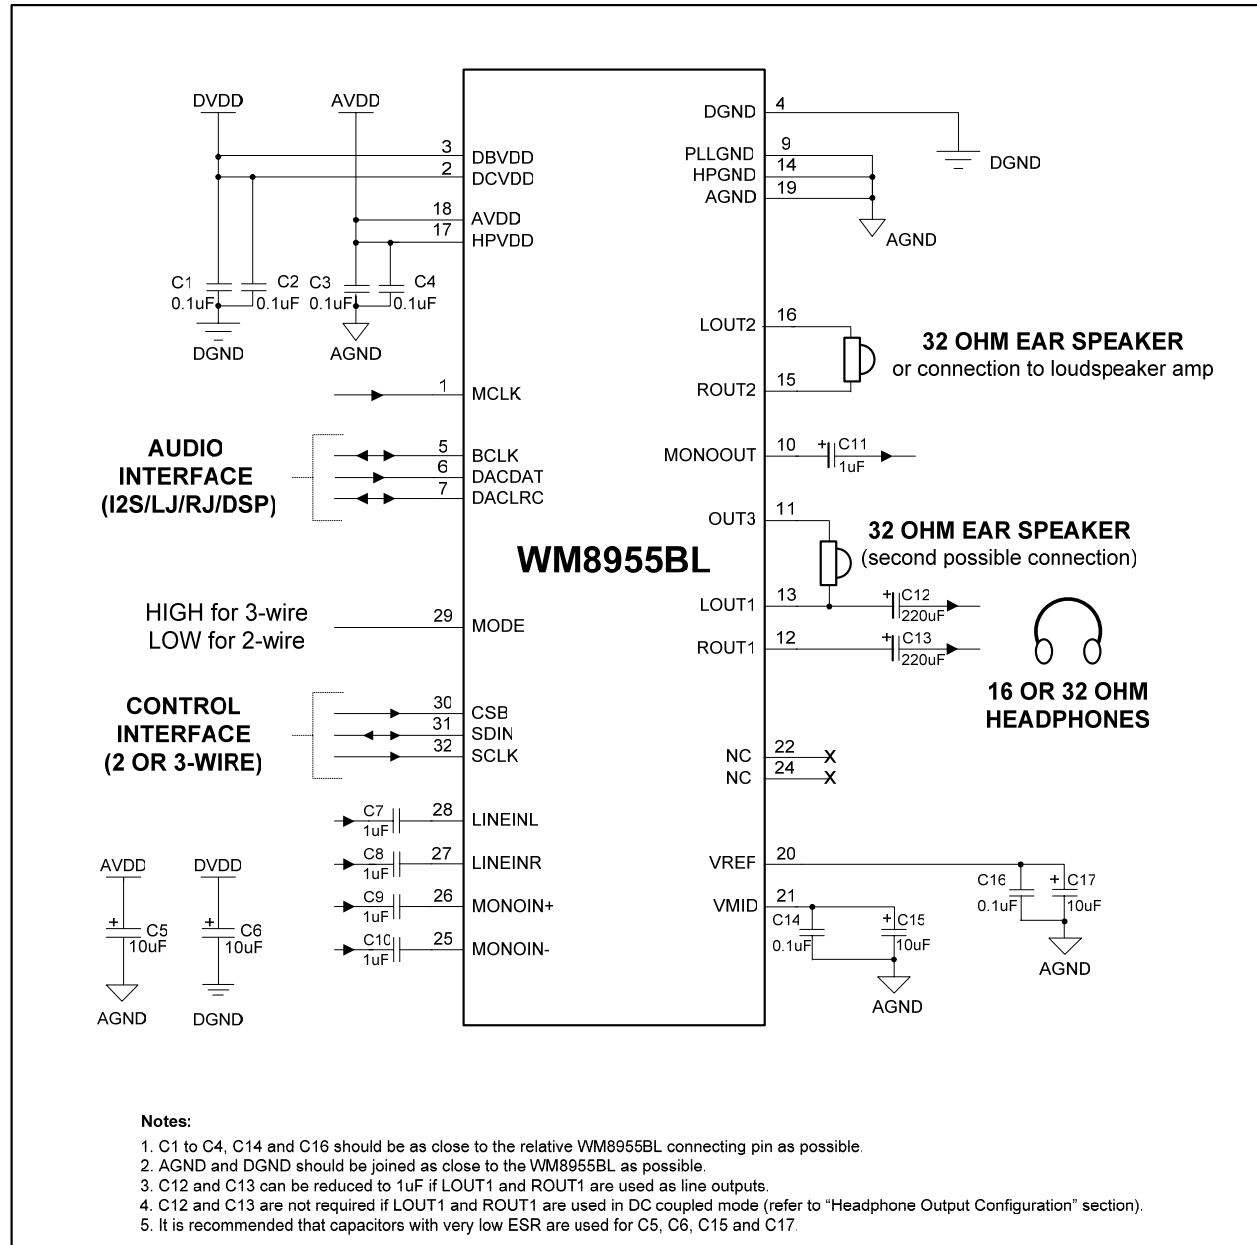 DVDD
AVDD
3
DBVDD
2
DCVDD
18
AVDD
17
HPVDD
C1
0.1uF
C2
0.1uF
C3
0.1uF
C4
0.1uF
DGND
AGND
1
MCLK
AUDIO
INTERFACE
(I2S/LJ/RJ/DSP)
5
BCLK
6
DACDAT
7
DACLRC
HIGH for 3-wire
LOW for 2-wire
29
MODE
CONTROL
INTERFACE
(2 OR 3-WIRE)
30
CSB
31
SDIN
32
SCLK
C7
1uF
28
LINEINL
C8
1uF
27
LINEINR
C9
1uF
26
MONOIN+
C10
1uF
25
MONOIN-
AVDD
+
C5
10uF
AGND
DVDD
+
C6
10uF
DGND
WM8955BL
DGND
4
DGND
PLLGND
9
HPGND
14
AGND
19
AGND
LOUT2
16
ROUT2
15
32 OHM EAR SPEAKER
or connection to loudspeaker amp
MONOOUT
10
+
C11
1uF
OUT3
11
32 OHM EAR SPEAKER
(second possible connection)
LOUT1
13
+
C12
220uF
ROUT1
12
+
C13
220uF
16 OR 32 OHM
HEADPHONES
NC
22
X
NC
24
X
VREF
20
C16
0.1uF
+
C17
10uF
AGND
VMID
21
C14
0.1uF
+
C15
10uF
AGND
Notes:
1. C1 to C4, C14 and C16 should be as close to the relative WM8955BL connecting pin as possible.
2. AGND and DGND should be joined as close to the WM8955BL as possible.
3. C12 and C13 can be reduced to 1uF if LOUT1 and ROUT1 are used as line outputs.
4. C12 and C13 are not required if LOUT1 and ROUT1 are used in DC coupled mode (refer to “Headphone Output Configuration” section).
5. It is recommended that capacitors with very low ESR are used for C5, C6, C15 and C17.